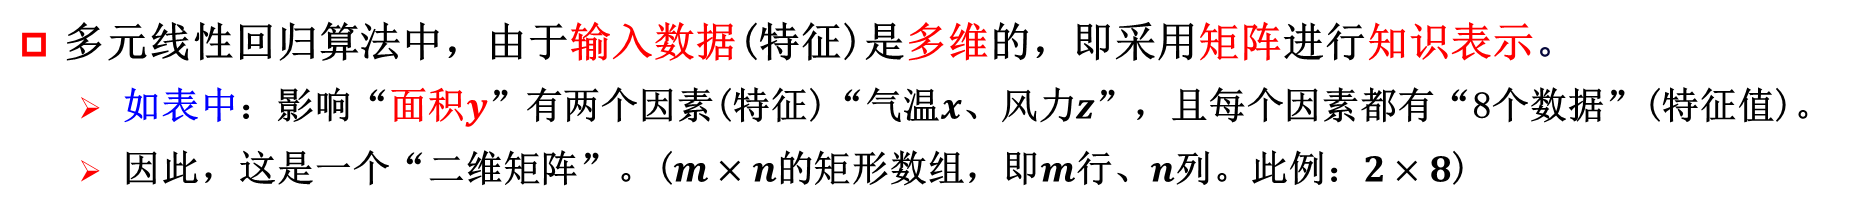 多元线性回归算法中，由于输入数据(特征)是多维的，即采用矩阵进行知识表示。
如表中：影响“面积y”有两个因素(特征)“气温x、风力z”，且每个因素都有“8个数据”(特征值)。
因此，这是一个“二维矩阵”。(m × n的矩形数组，即m行、n列。此例：2 × 8)